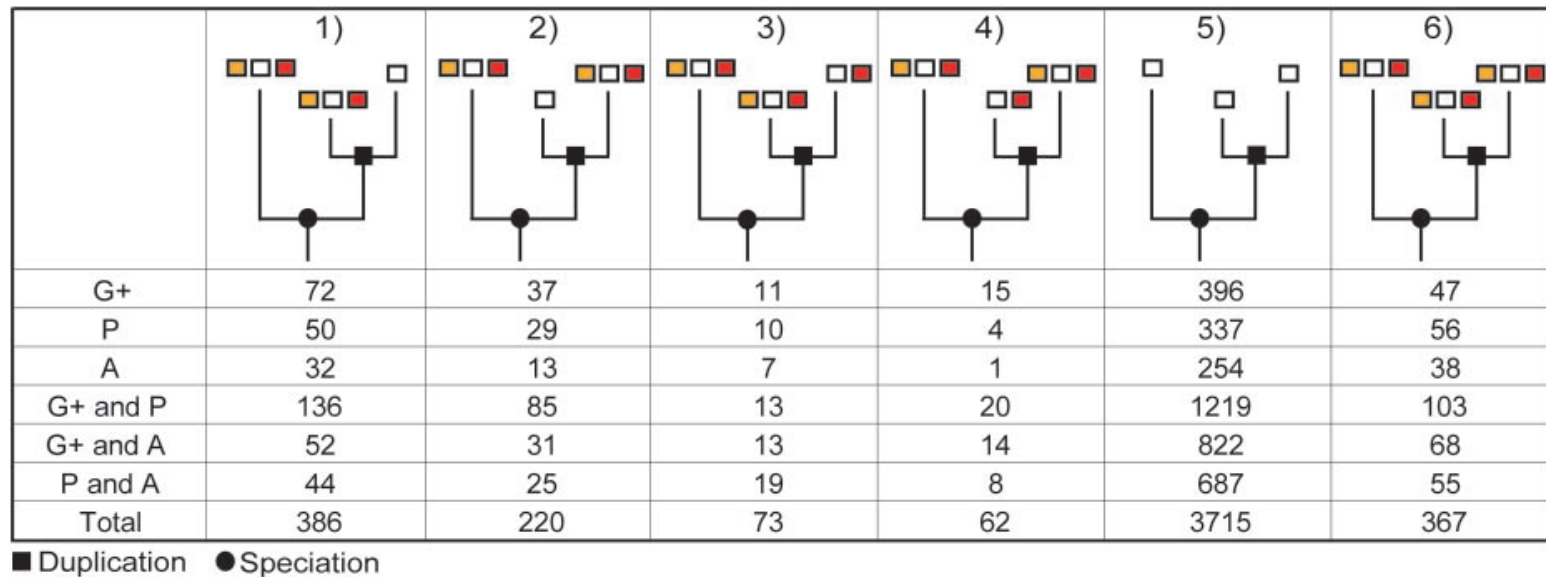 1) 2) 3) 4) 5) 6)
G+ 72 37 11 15 396 47
P 50 29 10 4 337 56
A 32 13 7 1 254 38
G+ and P 136 85 13 20 1219 103
G+ and A 52 31 13 14 822 68
P and A 44 25 19 8 687 55
Total 386 220 73 62 3715 367
Duplication Speciation